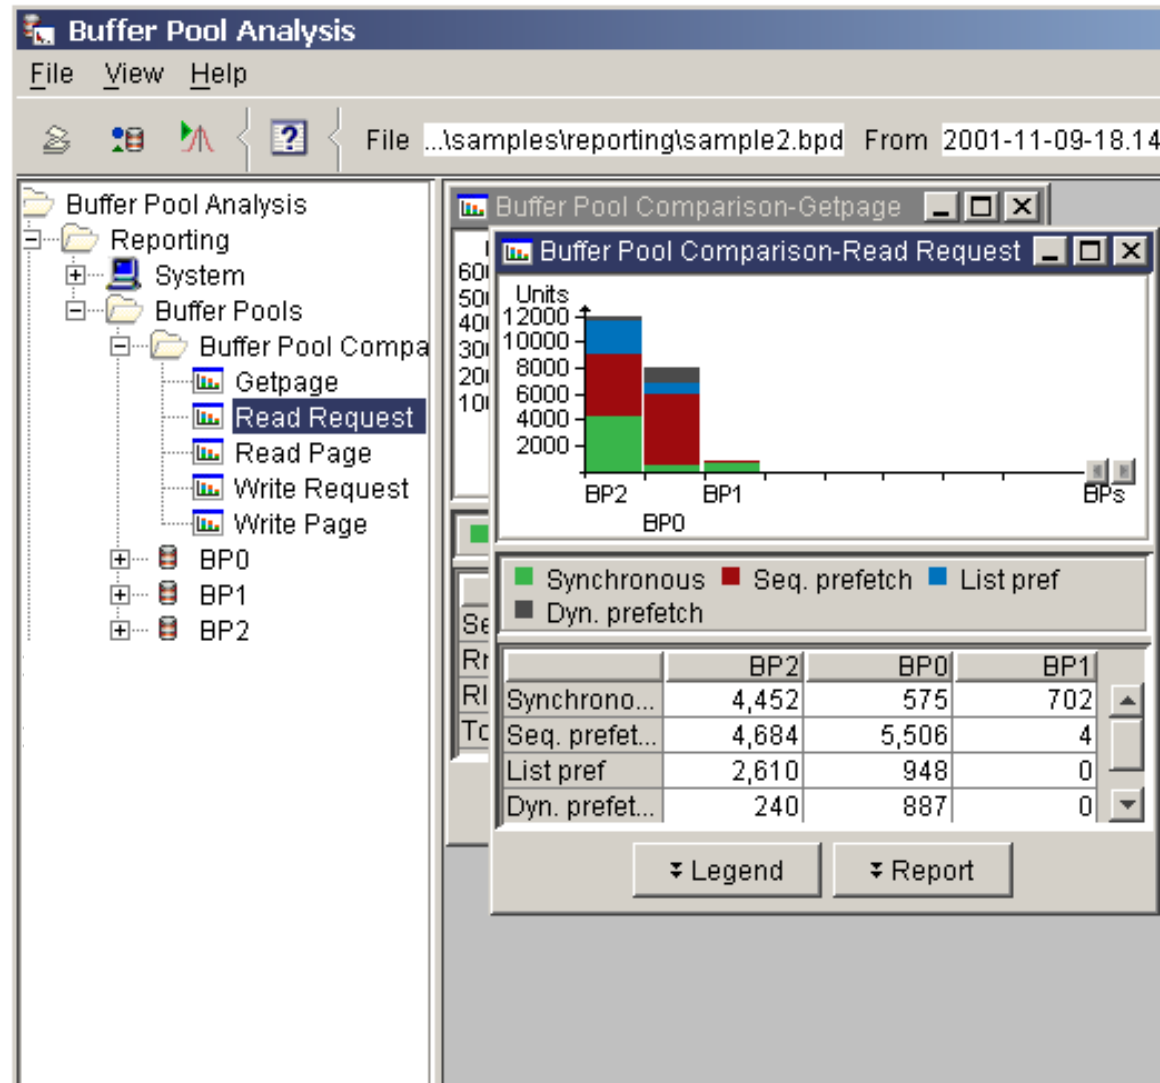 Buffer Pool Analysis
File View Help
File ...\samples\reporting\sample2.bpd From 2001-11-09-18.14
Buffer Pool Analysis
Reporting
System
Buffer Pools
Buffer Pool Compa
Getpage
Read Request
Read Page
Write Request
Write Page
BP0
BP1
BP2
Buffer Pool Comparison-Getpage
Buffer Pool Comparison-Read Request
Units
12000
10000
8000
6000
4000
2000
BP2 BP1 BPs
BP0
Synchronous Seq. prefetch List pref
Dyn. prefetch
BP2 BP0 BP1
Synchrono... 4,452 575 702
Seq. prefet... 4,684 5,506 4
List pref 2,610 948 0
Dyn. prefet... 240 887 0
Legend Report